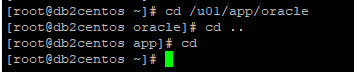 [root@db2centos ~]# cd /u01/app/oracle
[root@db2centos oracle]# cd ..
[root@db2centos app]# cd
[root@db2centos ~]#